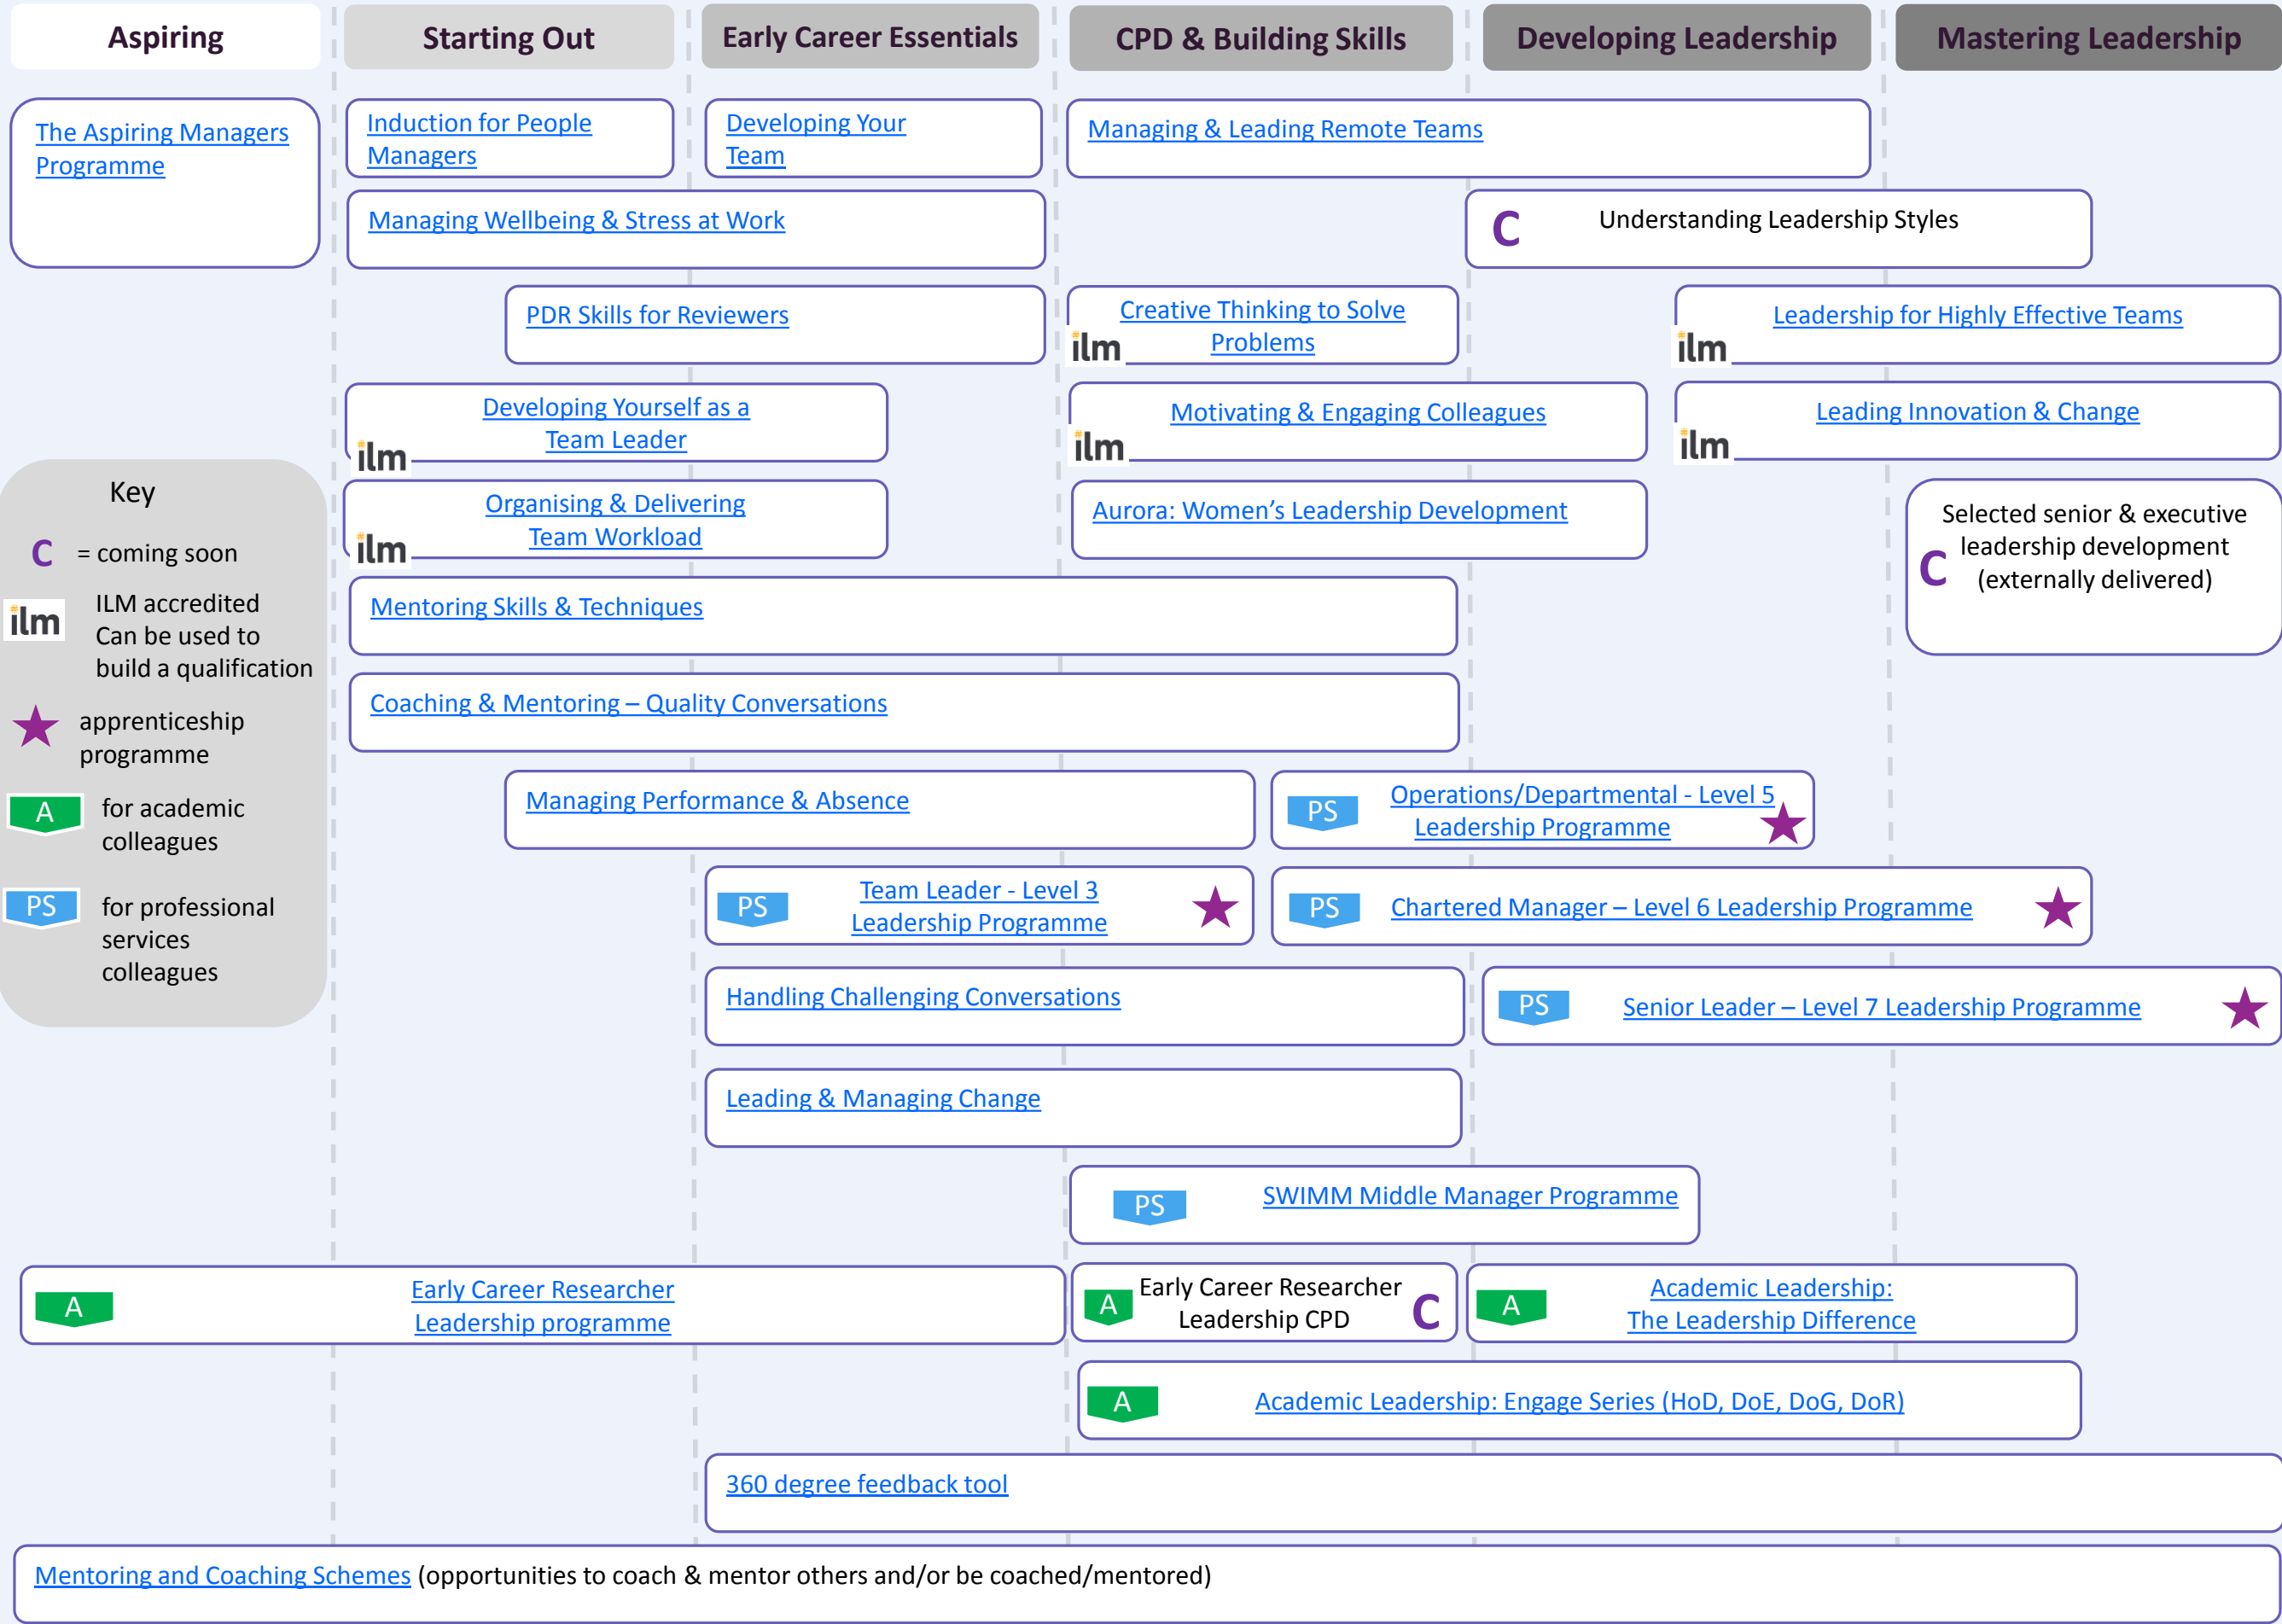 Aspiring
Starting Out
Early Career Essentials
CPD & Building Skills
Developing Leadership
Mastering Leadership
The Aspiring Managers
Programme
Induction for People
Managers
Developing Your
Team
Managing & Leading Remote Teams
Managing Wellbeing & Stress at Work
C
Understanding Leadership Styles
PDR Skills for Reviewers
Creative Thinking to Solve
Problems
ilm
Leadership for Highly Effective Teams
ilm
Developing Yourself as a
Team Leader
ilm
Motivating & Engaging Colleagues
ilm
Leading Innovation & Change
ilm
Organising & Delivering
Team Workload
ilm
Aurora: Women's Leadership Development
Selected senior & executive
leadership development
(externally delivered)
C
Key
C = coming soon
ilm
ILM accredited
Can be used to
build a qualification
apprenticeship
programme
A
for academic
colleagues
PS
for professional
services
colleagues
Mentoring Skills & Techniques
Coaching & Mentoring – Quality Conversations
Managing Performance & Absence
PS
Operations/Departmental - Level 5
Leadership Programme
PS
Team Leader - Level 3
Leadership Programme
PS
Chartered Manager – Level 6 Leadership Programme
Handling Challenging Conversations
PS
Senior Leader – Level 7 Leadership Programme
Leading & Managing Change
PS
SWIMM Middle Manager Programme
A
Early Career Researcher
Leadership programme
A
Early Career Researcher
Leadership CPD
C
A
Academic Leadership:
The Leadership Difference
A
Academic Leadership: Engage Series (HoD, DoE, DoG, DoR)
360 degree feedback tool
Mentoring and Coaching Schemes (opportunities to coach & mentor others and/or be coached/mentored)